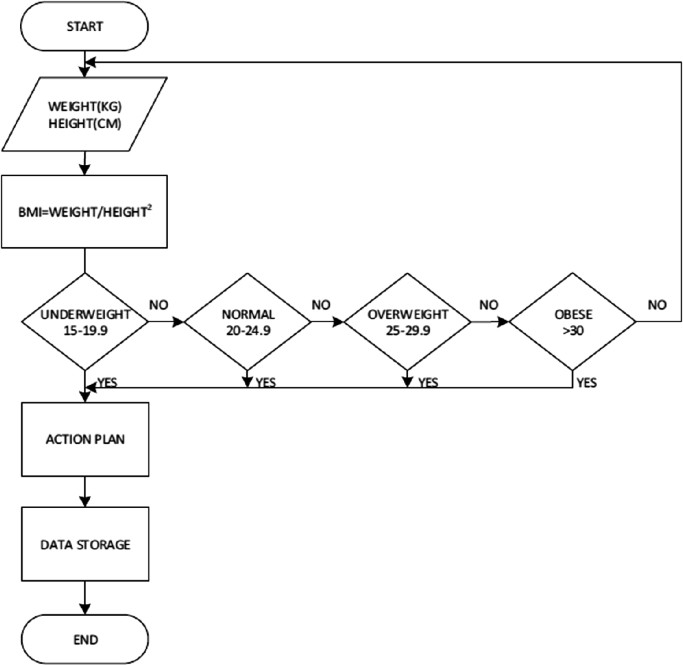 START
WEIGHT(KG)
HEIGHT(CM)
BMI=WEIGHT/HEIGHT²
UNDERWEIGHT
15-19.9
NO
NORMAL
20-24.9
NO
OVERWEIGHT
25-29.9
NO
OBESE
>30
NO
YES
YES
YES
YES
ACTION PLAN
DATA STORAGE
END